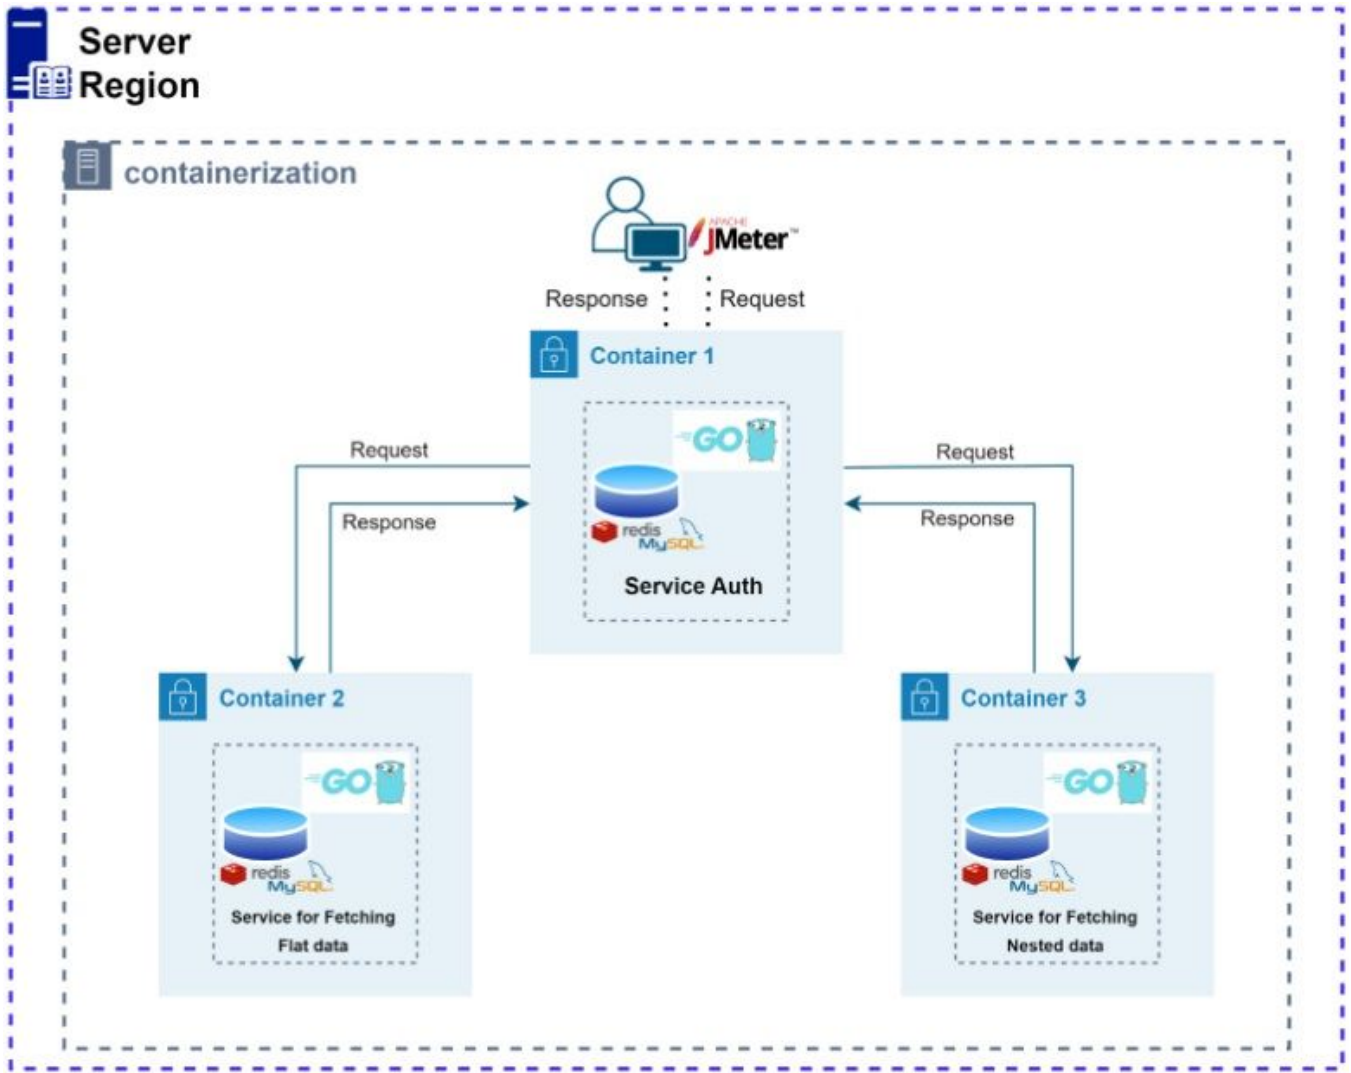 Server
Region
containerization
APACHE
JMeter™
Response
Request
Container 1
GO
redis
MySQL
Service Auth
Request
Response
Request
Response
Container 2
GO
redis
MySQL
Service for Fetching
Flat data
Container 3
GO
redis
MySQL
Service for Fetching
Nested data